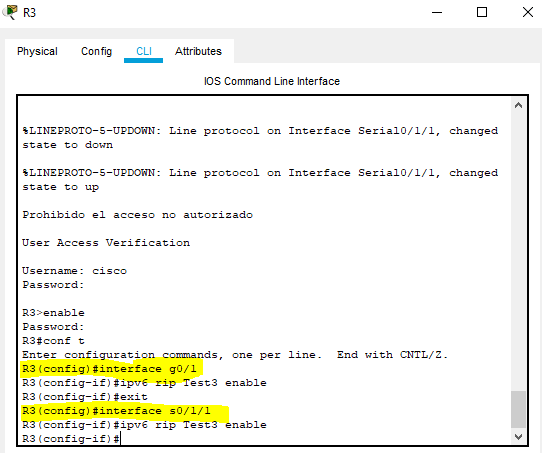 R3
Physical Config CLI Attributes
IOS Command Line Interface
%LINEPROTO-5-UPDOWN: Line protocol on Interface Serial0/1/1, changed
state to down
%LINEPROTO-5-UPDOWN: Line protocol on Interface Serial0/1/1, changed
state to up
Prohibido el acceso no autorizado
User Access Verification
Username: cisco
Password:
R3>enable
Password:
R3#conf t
Enter configuration commands, one per line.  End with CNTL/Z.
R3(config)#interface g0/1
R3(config-if)#ipv6 rip Test3 enable
R3(config-if)#exit
R3(config)#interface s0/1/1
R3(config-if)#ipv6 rip Test3 enable
R3(config-if)#